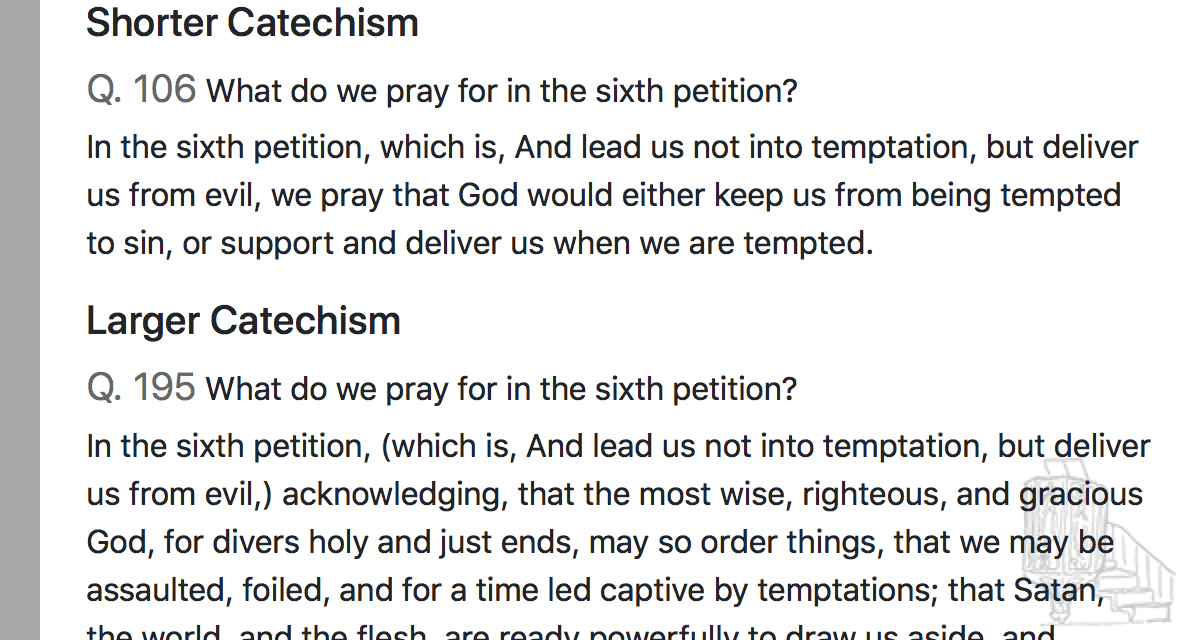 Shorter Catechism
Q. 106 What do we pray for in the sixth petition?
In the sixth petition, which is, And lead us not into temptation, but deliver
us from evil, we pray that God would either keep us from being tempted
to sin, or support and deliver us when we are tempted.
Larger Catechism
Q. 195 What do we pray for in the sixth petition?
In the sixth petition, (which is, And lead us not into temptation, but deliver
us from evil,) acknowledging, that the most wise, righteous, and gracious
God, for divers holy and just ends, may so order things, that we may be
assaulted, foiled, and for a time led captive by temptations; that Satan,
the world, and the flesh, are ready powerfully to draw us aside, and